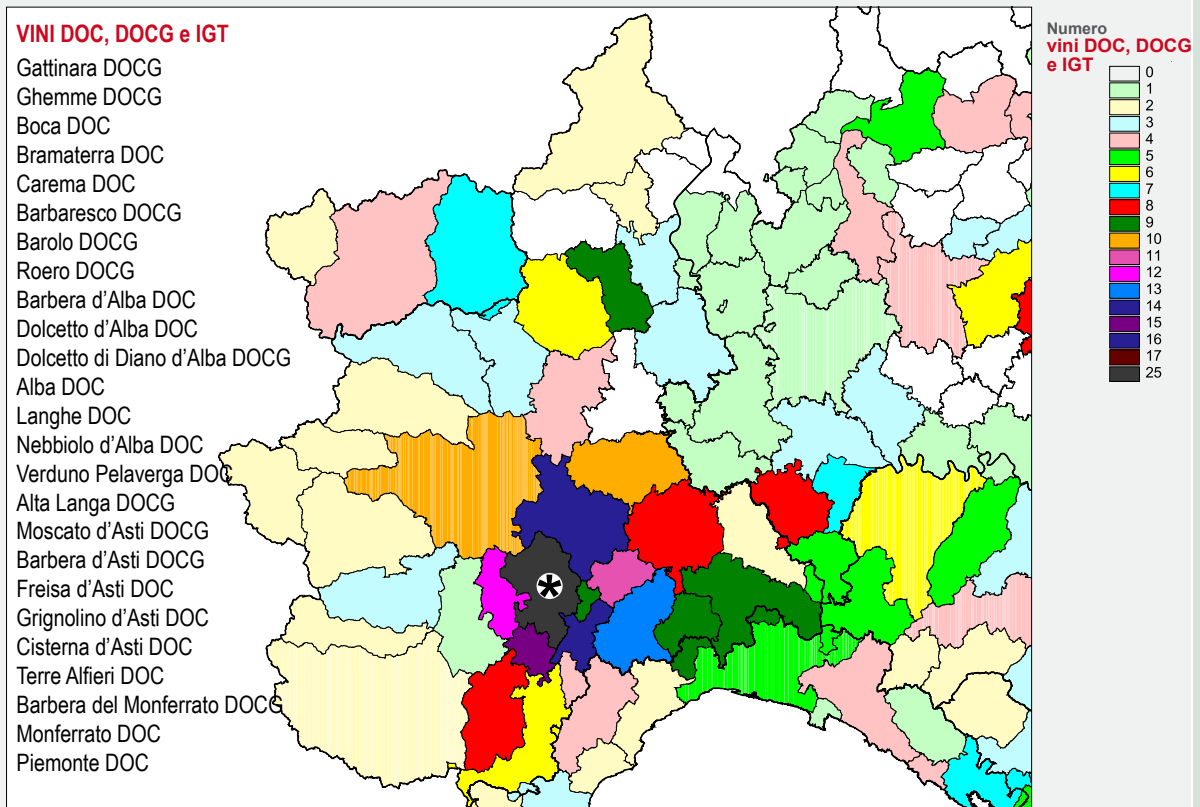 VINI DOC, DOCG e IGT
Gattinara DOCG
Ghemme DOCG
Boca DOC
Bramaterra DOC
Carema DOC
Barbaresco DOCG
Barolo DOCG
Roero DOCG
Barbera d'Alba DOC
Dolcetto d'Alba DOC
Dolcetto di Diano d'Alba DOCG
Alba DOC
Langhe DOC
Nebbiolo d'Alba DOC
Verduno Pelaverga DOC
Alta Langa DOCG
Moscato d'Asti DOCG
Barbera d'Asti DOCG
Freisa d'Asti DOC
Grignolino d'Asti DOC
Cisterna d'Asti DOC
Terre Alfieri DOC
Barbera del Monferrato DOCG
Monferrato DOC
Piemonte DOC
*
Numero
vini DOC, DOCG
e IGT
0
1
2
3
4
5
6
7
8
9
10
11
12
13
14
15
16
17
25